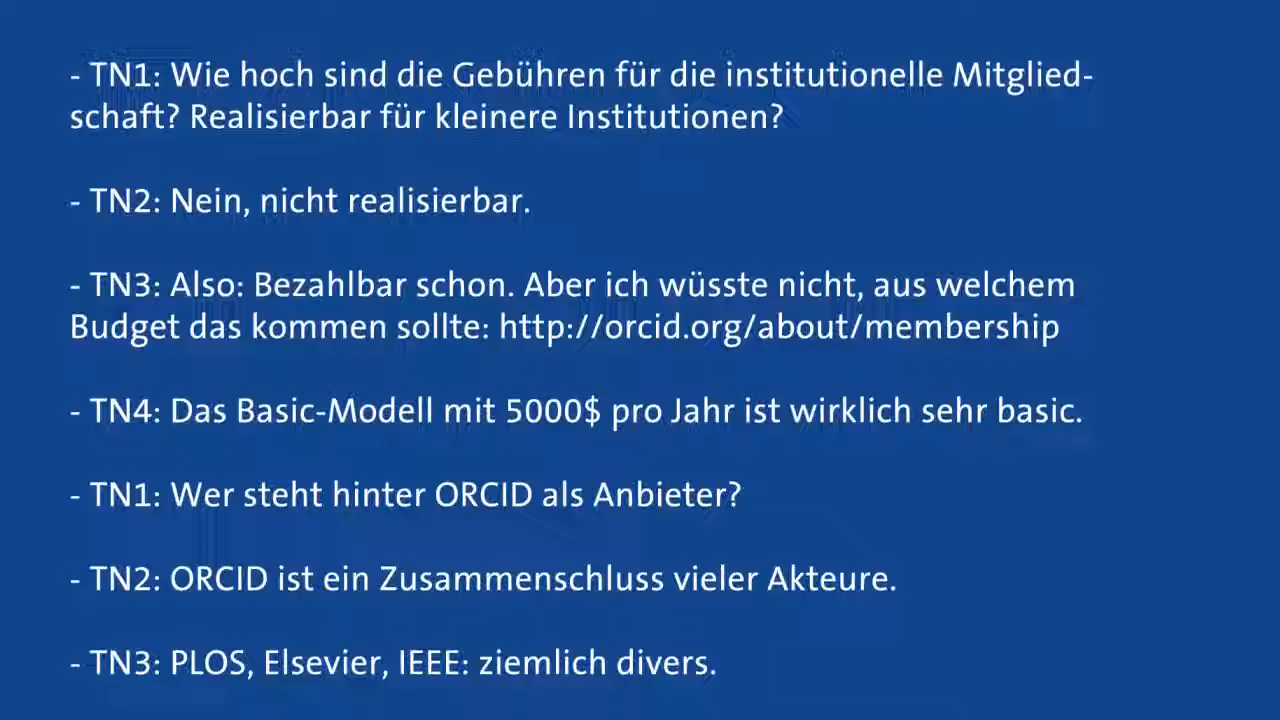 - TN1: Wie hoch sind die Gebühren für die institutionelle Mitglied-
schaft? Realisierbar für kleinere Institutionen?
- TN2: Nein, nicht realisierbar.
- TN3: Also: Bezahlbar schon. Aber ich wüsste nicht, aus welchem
Budget das kommen sollte: http://orcid.org/about/membership
- TN4: Das Basic-Modell mit 5000$ pro Jahr ist wirklich sehr basic.
- TN1: Wer steht hinter ORCID als Anbieter?
- TN2: ORCID ist ein Zusammenschluss vieler Akteure.
- TN3: PLOS, Elsevier, IEEE: ziemlich divers.